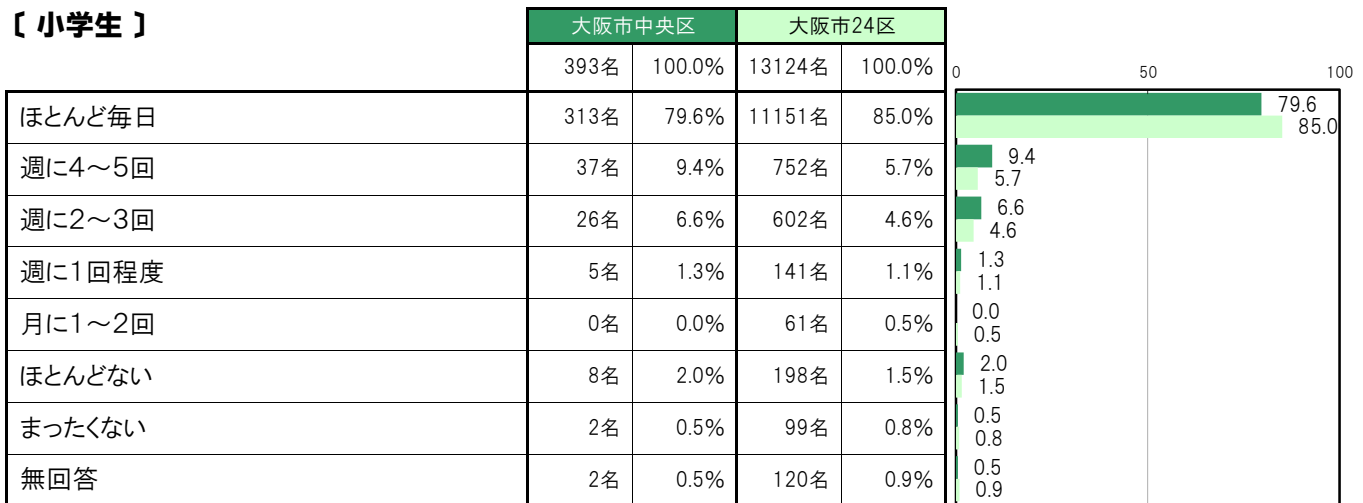 〔 小学生 〕
大阪市中央区 大阪市24区
393名 100.0% 13124名 100.0% 0 50 100
ほとんど毎日 313名 79.6% 11151名 85.0% 79.6
85.0
週に4～5回 37名 9.4% 752名 5.7% 9.4
5.7
週に2～3回 26名 6.6% 602名 4.6% 6.6
4.6
週に1回程度 5名 1.3% 141名 1.1% 1.3
1.1
月に1～2回 0名 0.0% 61名 0.5% 0.0
0.5
ほとんどない 8名 2.0% 198名 1.5% 2.0
1.5
まったくない 2名 0.5% 99名 0.8% 0.5
0.8
無回答 2名 0.5% 120名 0.9% 0.5
0.9